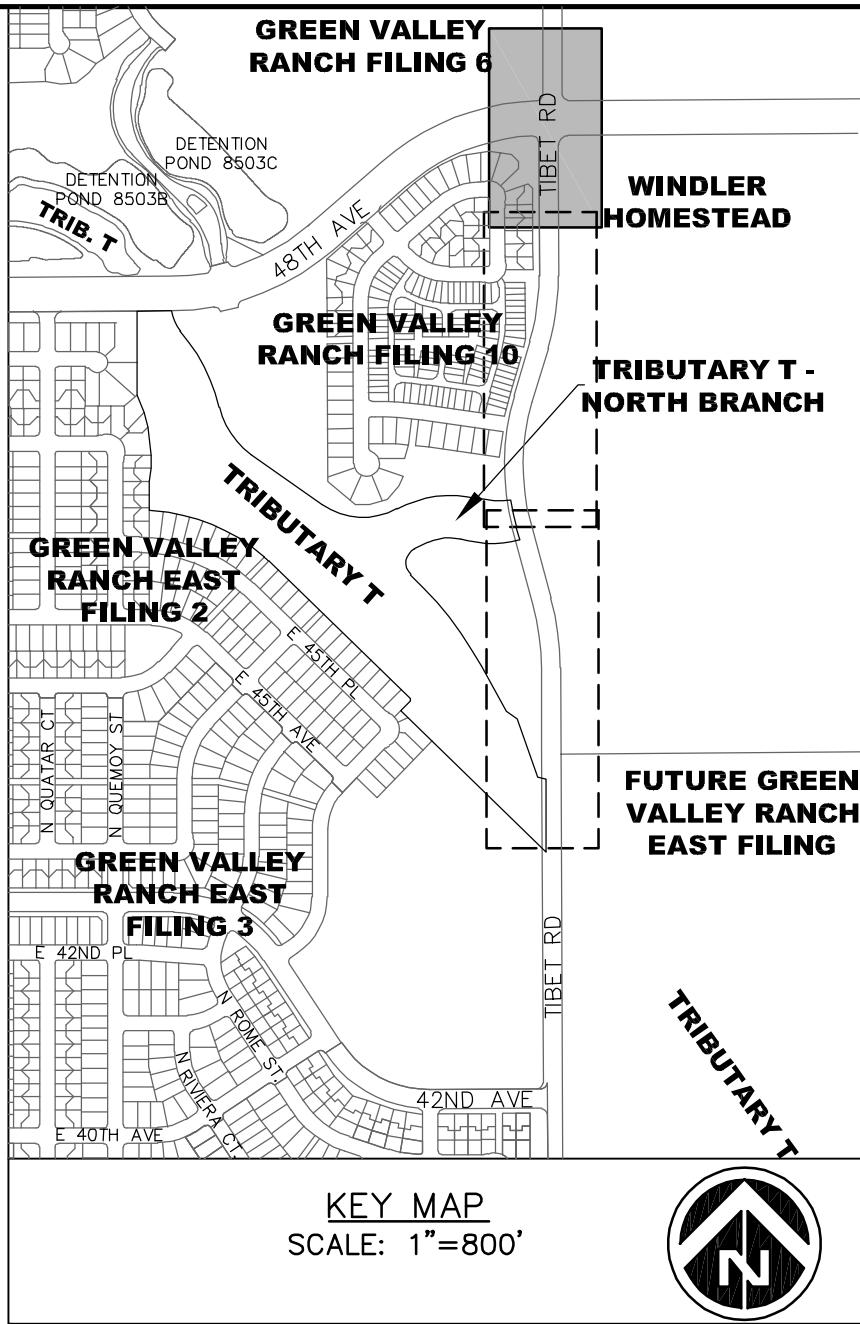 GREEN VALLEY
RANCH FILING 6
TIBET RD
DETENTION
POND 8503C
DETENTION
POND 8503B
TRIB. T
48TH AVE
WINDLER
HOMESTEAD
GREEN VALLEY
RANCH FILING 10
TRIBUTARY T -
NORTH BRANCH
TRIBUTARY T
GREEN VALLEY
RANCH EAST
FILING 2
E 45TH PL
E 45TH AVE
N QUATAR CT
N QUEMOY ST
FUTURE GREEN
VALLEY RANCH
EAST FILING
GREEN VALLEY
RANCH EAST
FILING 3
E 42ND PL
TIBET RD
N ROME ST.
N RIVIERA CT.
TRIBUTARY T
42ND AVE
E 40TH AVE
KEY MAP
SCALE: 1"=800'
N